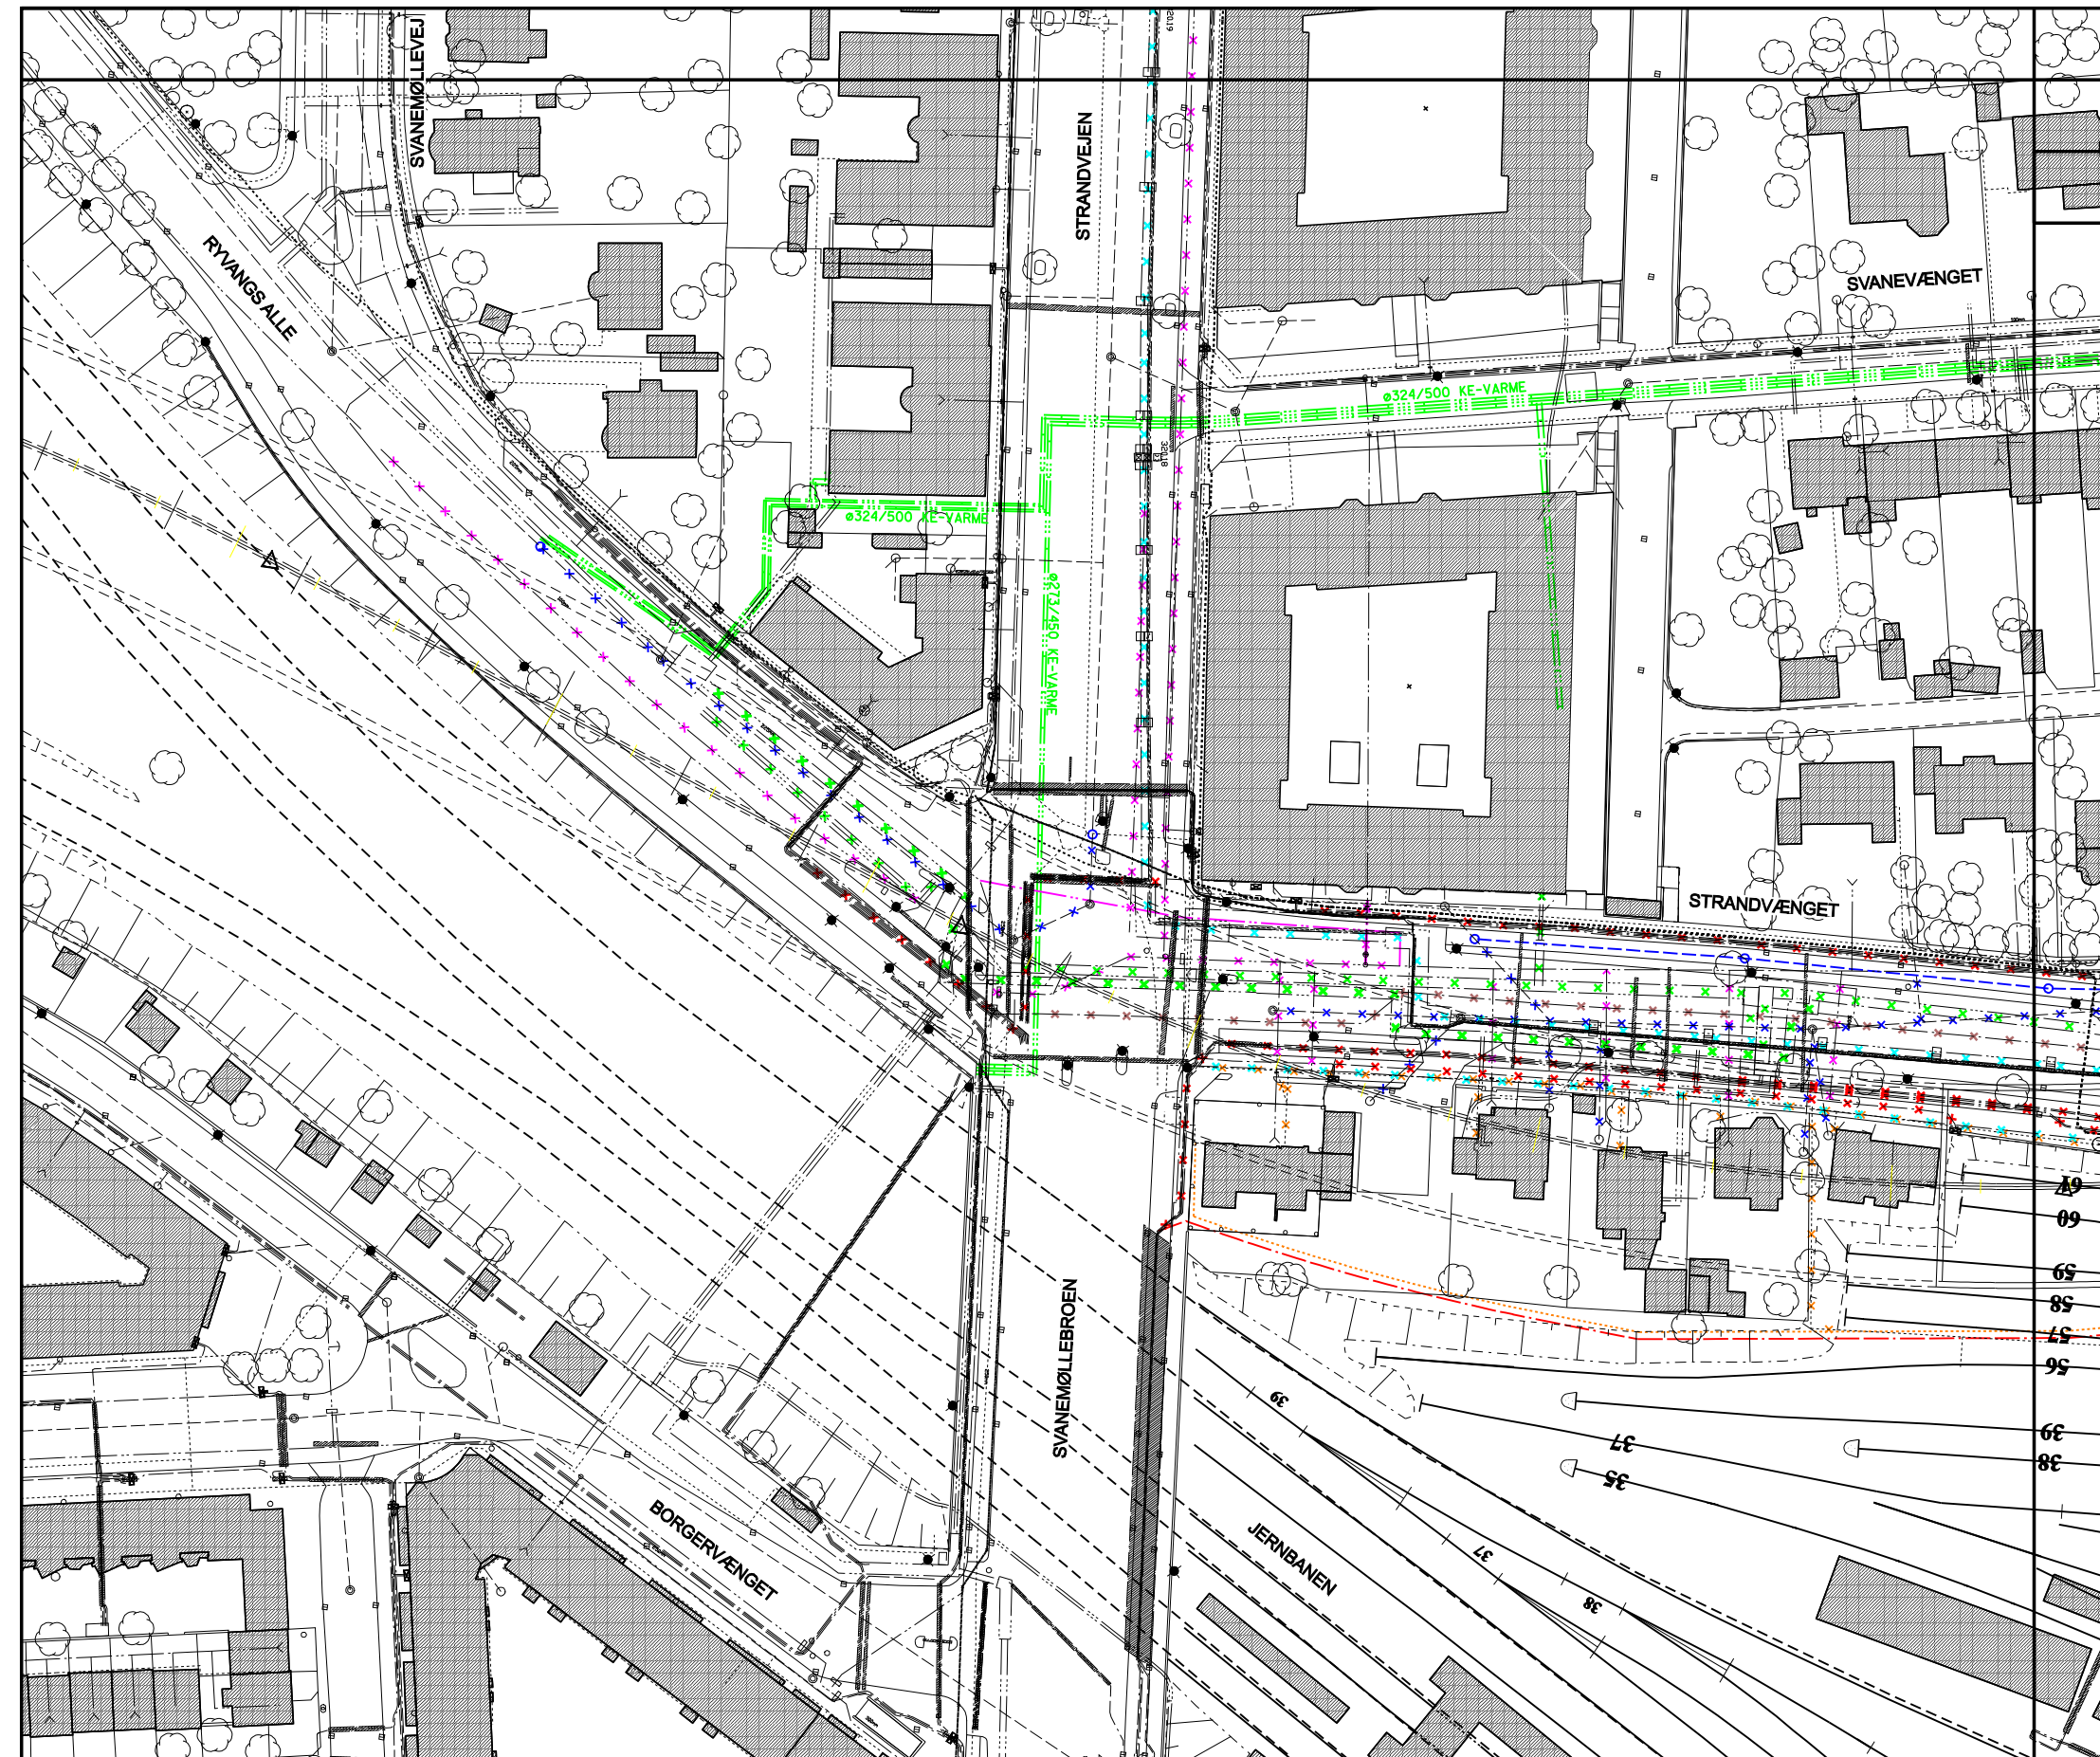 SVANEMØLLEVEJ
STRANDVEJEN
RYVANGS ALLE
SVANEVÆNGET
ø324/500 KE-VARME
ø324/500 KE-VARME
ø273/450 KE-VARME
32018
STRANDVÆNGET
SVANEMØLLEBROEN
BORGERVÆNGET
JERNBANEN
61
60
59
58
57
56
39
39
37
38
35
37
38